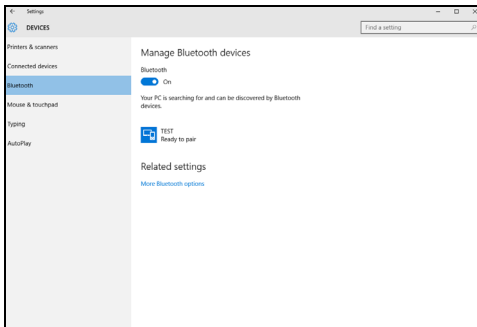 Settings
DEVICES
Find a setting
Printers & scanners
Connected devices
Bluetooth
Mouse & touchpad
Typing
AutoPlay
Manage Bluetooth devices
Bluetooth
On
Your PC is searching for and can be discovered by Bluetooth
devices.
TEST
Ready to pair
Related settings
More Bluetooth options